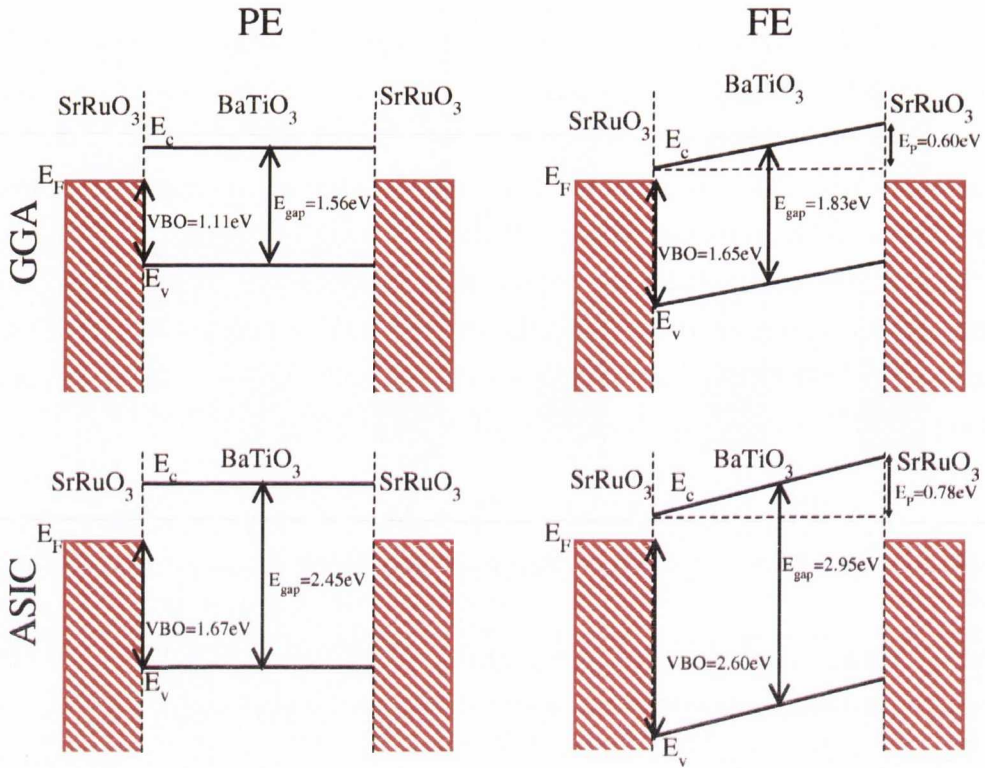 PE
FE
GGA
SrRuO3
BaTiO3
SrRuO3
Ec
EF
VBO=1.11eV
Egap=1.56eV
Ev
BaTiO3
SrRuO3
SrRuO3
Ec
EP=0.60eV
EF
Egap=1.83eV
VBO=1.65eV
Ev
ASIC
SrRuO3
Ec
BaTiO3
SrRuO3
EF
Egap=2.45eV
VBO=1.67eV
Ev
SrRuO3
BaTiO3
SrRuO3
Ec
EP=0.78eV
EF
Egap=2.95eV
VBO=2.60eV
Ev